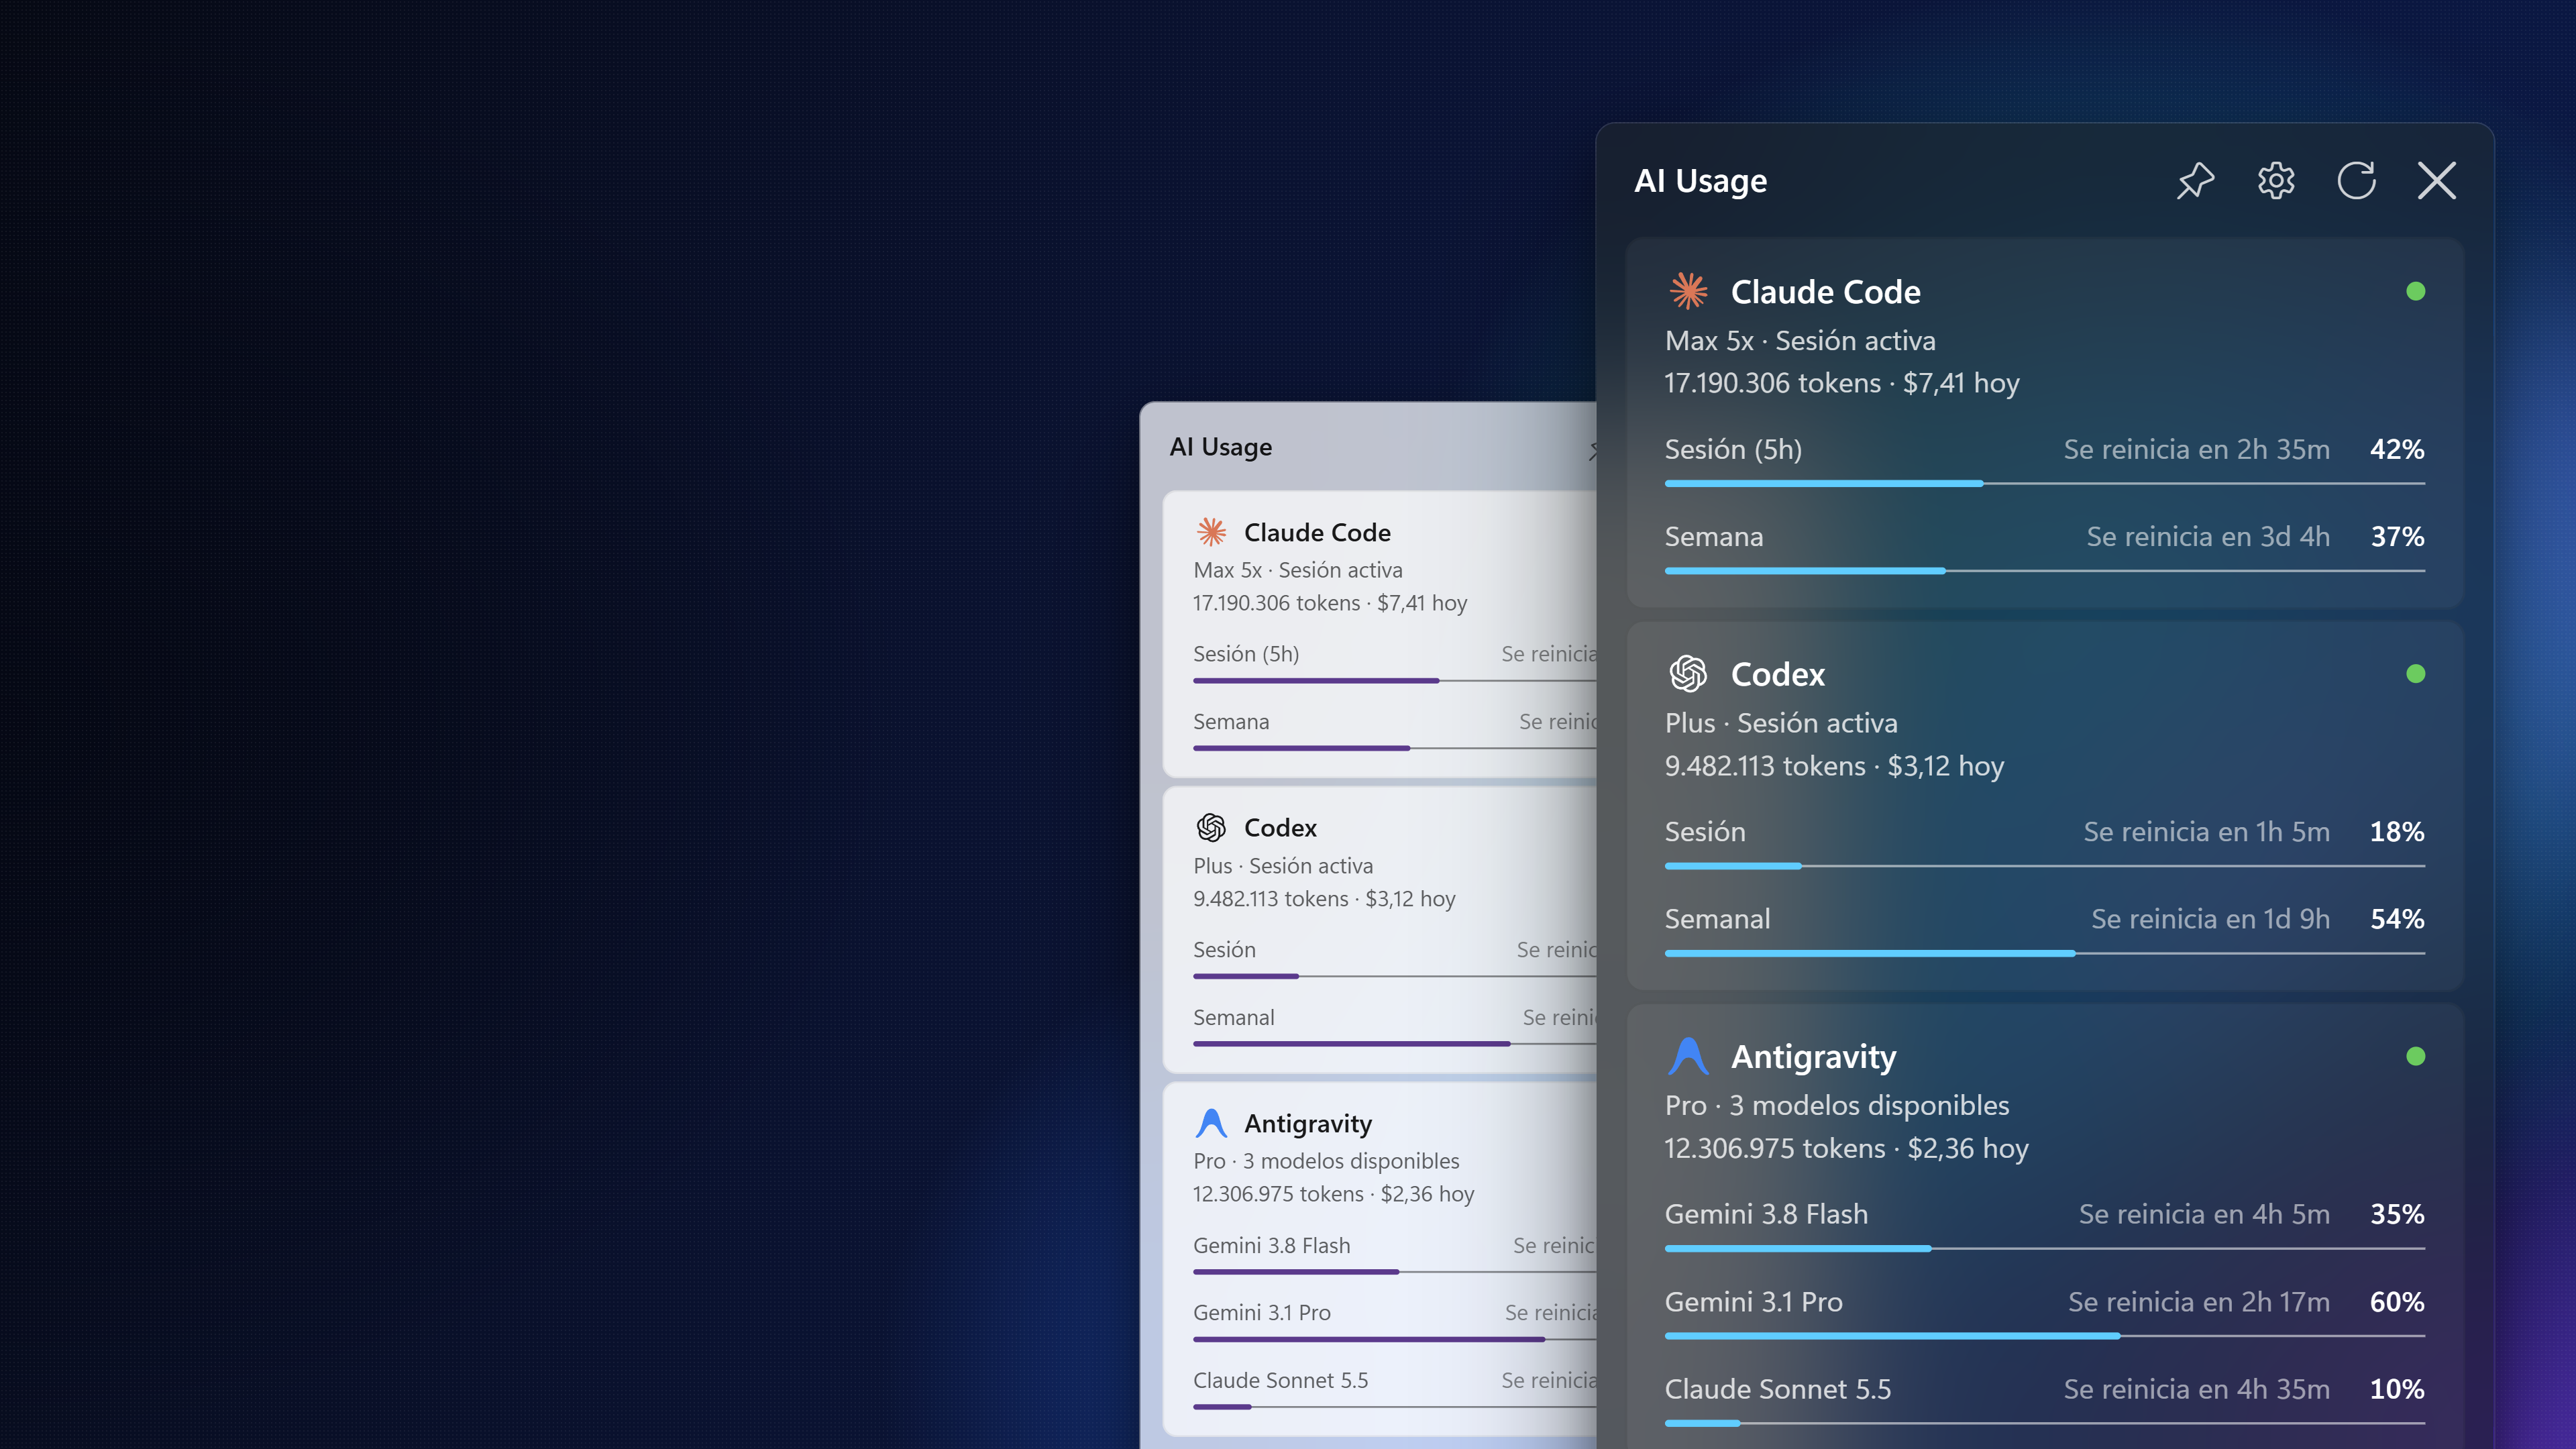 AI Usage
Claude Code
Max 5x · Sesión activa
17.190.306 tokens · $7,41 hoy
Sesión (5h) Se reinicia
Semana
Codex
Plus · Sesión activa
9.482.113 tokens · $3,12 hoy
Sesión
Semanal
Antigravity
Pro · 3 modelos disponibles
12.306.975 tokens · $2,36 hoy
Gemini 3.8 Flash
Gemini 3.1 Pro Se reinicia
Claude Sonnet 5.5 Se reinicia
AI Usage
Claude Code
Max 5x · Sesión activa
17.190.306 tokens · $7,41 hoy
Sesión (5h) Se reinicia en 2h 35m 42%
Semana Se reinicia en 3d 4h 37%
Codex
Plus · Sesión activa
9.482.113 tokens · $3,12 hoy
Sesión Se reinicia en 1h 5m 18%
Semanal Se reinicia en 1d 9h 54%
Antigravity
Pro · 3 modelos disponibles
12.306.975 tokens · $2,36 hoy
Gemini 3.8 Flash Se reinicia en 4h 5m 35%
Gemini 3.1 Pro Se reinicia en 2h 17m 60%
Claude Sonnet 5.5 Se reinicia en 4h 35m 10%